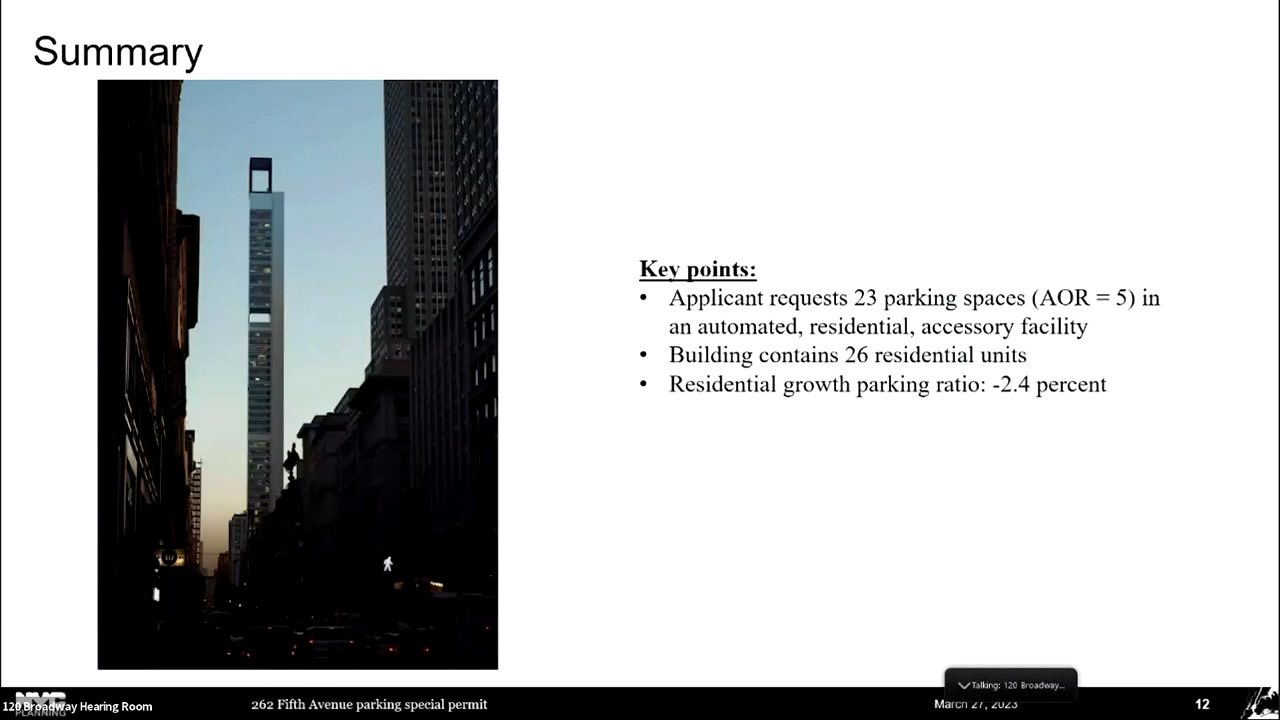 Summary
Key points:
• Applicant requests 23 parking spaces (AOR = 5) in
an automated, residential, accessory facility
• Building contains 26 residential units
• Residential growth parking ratio: -2.4 percent
Talking: 120 Broadway...
NYC
PLANNING
120 Broadway Hearing Room
262 Fifth Avenue parking special permit
March 27, 2023
12